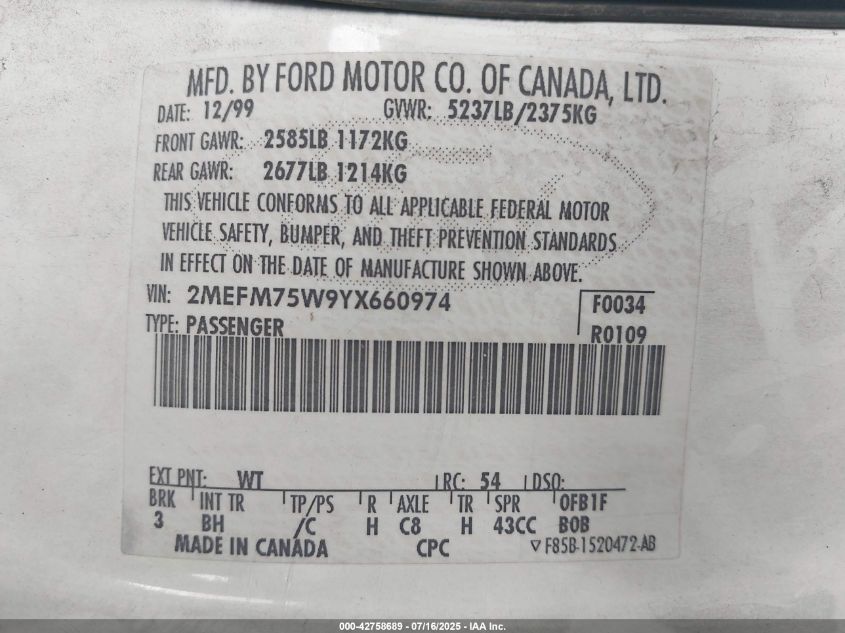 MFD. BY FORD MOTOR CO. OF CANADA, LTD.
DATE: 12/99 GVWR: 5237LB/2375KG
FRONT GAWR: 2585LB 1172KG
REAR GAWR: 2677LB 1214KG
THIS VEHICLE CONFORMS TO ALL APPLICABLE FEDERAL MOTOR
VEHICLE SAFETY, BUMPER, AND THEFT PREVENTION STANDARDS
IN EFFECT ON THE DATE OF MANUFACTURE SHOWN ABOVE.
VIN: 2MEFM75W9YX660974 F0034
TYPE: PASSENGER R0109
EXT PNT: WT RC: 54 DSO:
BRK INT TR TP/PS R AXLE TR SPR OFB1F
3 BH /C H C8 H 43CC BOB
MADE IN CANADA CPC ▽F85B-1520472-AB
000-42758689 - 07/16/2025 - IAA Inc.